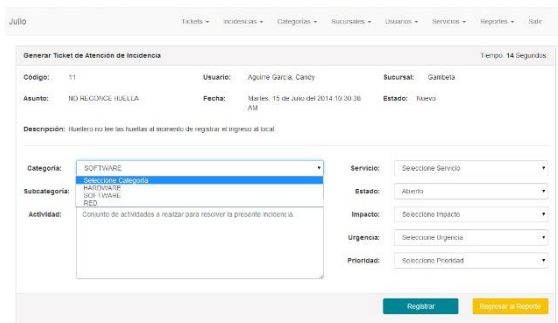 Julio Tickets Incidencias Categorías Sucursales Usuarios Servicios Reportes Salir
Generar Ticket de Atención de Incidencia Tiempo: 14 Segundos.
Código: 11 Usuario: Aguirre Garcia, Candy Sucursal: Gambeta
Asunto: NO RECONCE HUELLA Fecha: Martes, 15 de Julio del 2014 10:30:36 AM Estado: Nuevo
Descripción: Huellero no lee las huellas al momento de registrar el ingreso al local.
Categoría: SOFTWARE Servicio: Seleccione Servicio
Seleccione Categoria
HARDWARE
SOFTWARE
RED
Subcategoría: Estado: Abierto
Actividad: Conjunto de actividades a realizar para resolver la presente incidencia. Impacto: Seleccione Impacto
Urgencia: Seleccione Urgencia
Prioridad: Seleccione Prioridad
Registrar Regresar al Reporte